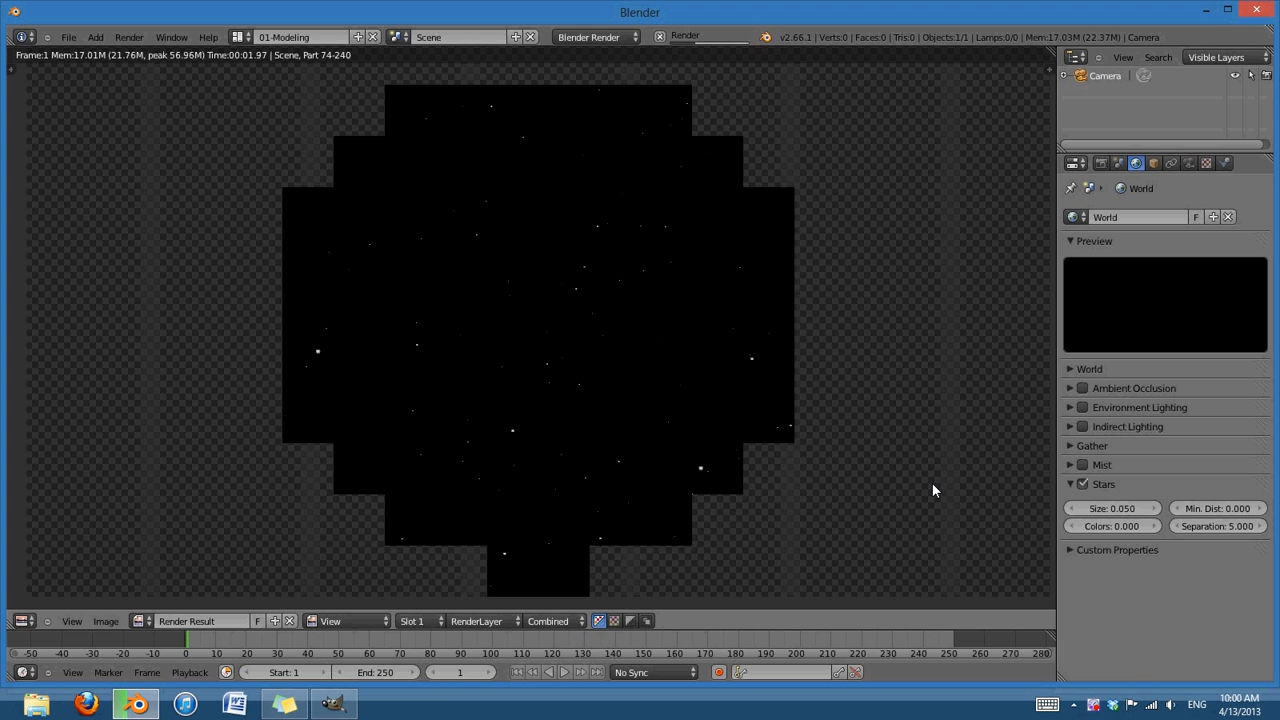 Blender
File Add Render Window Help 01-Modeling Scene Blender Render Render v2.66.1 | Verts:0 | Faces:0 | Tris:0 | Objects:1/1 | Lamps:0/0 | Mem:17.03M (22.37M) | Camera
Frame:1 Mem:17.01M (21.76M, peak 56.96M) Time:00:01.97 | Scene, Part 74-240
View Search Visible Layers
Camera
World
World F
Preview
World
Ambient Occlusion
Environment Lighting
Indirect Lighting
Gather
Mist
Stars
Size: 0.050 Min. Dist: 0.000
Colors: 0.000 Separation: 5.000
Custom Properties
View Image Render Result F View Slot 1 RenderLayer Combined
-50 -40 -30 -20 -10 0 10 20 30 40 50 60 70 80 90 100 110 120 130 140 150 160 170 180 190 200 210 220 230 240 250 260 270 280
View Marker Frame Playback Start: 1 End: 250 1 No Sync
ENG
10:00 AM
4/13/2013